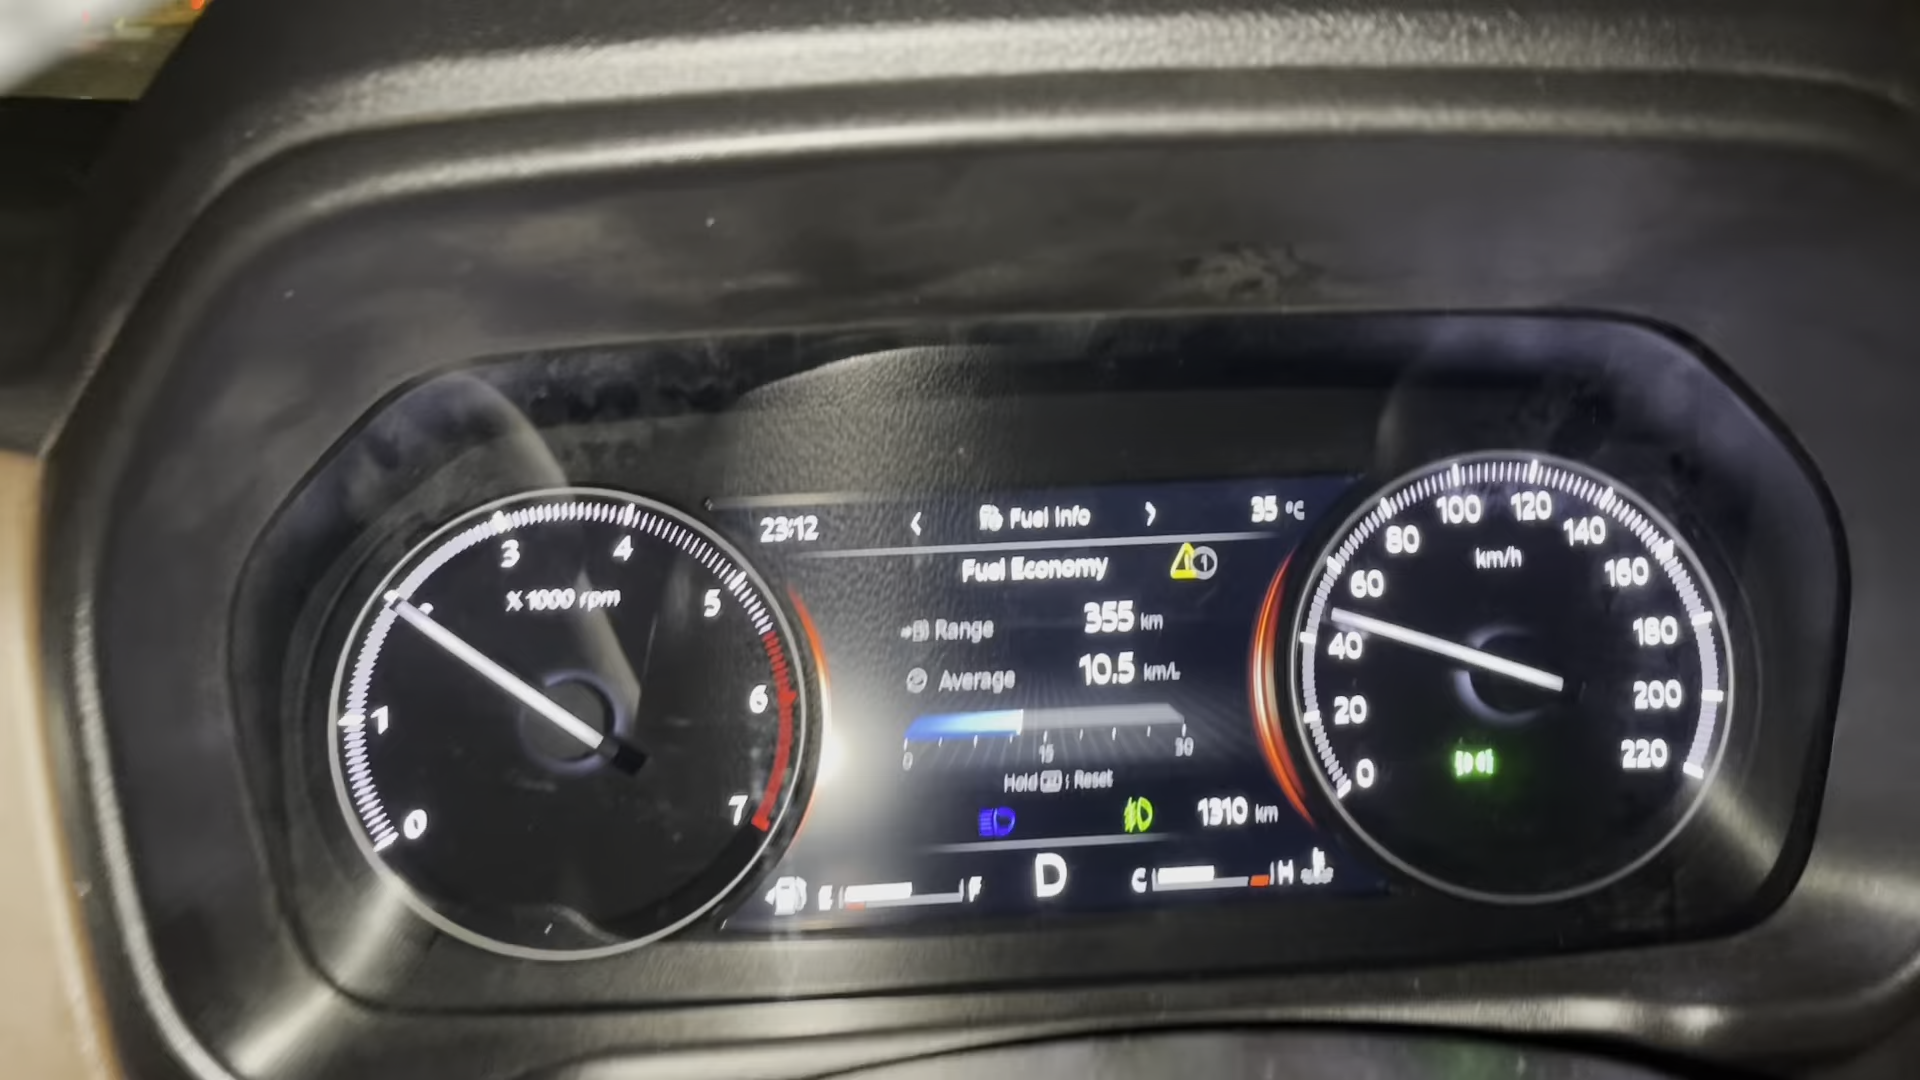 23:12
Fuel Info
35 °C
Fuel Economy
1
Range 355 km
Average 10.5 km/L
0 15 30
Hold : Reset
1310 km
E F
D
C H
0
1
3
4
5
6
7
X 1000 rpm
0
20
40
60
80
100
120
140
160
180
200
220
km/h